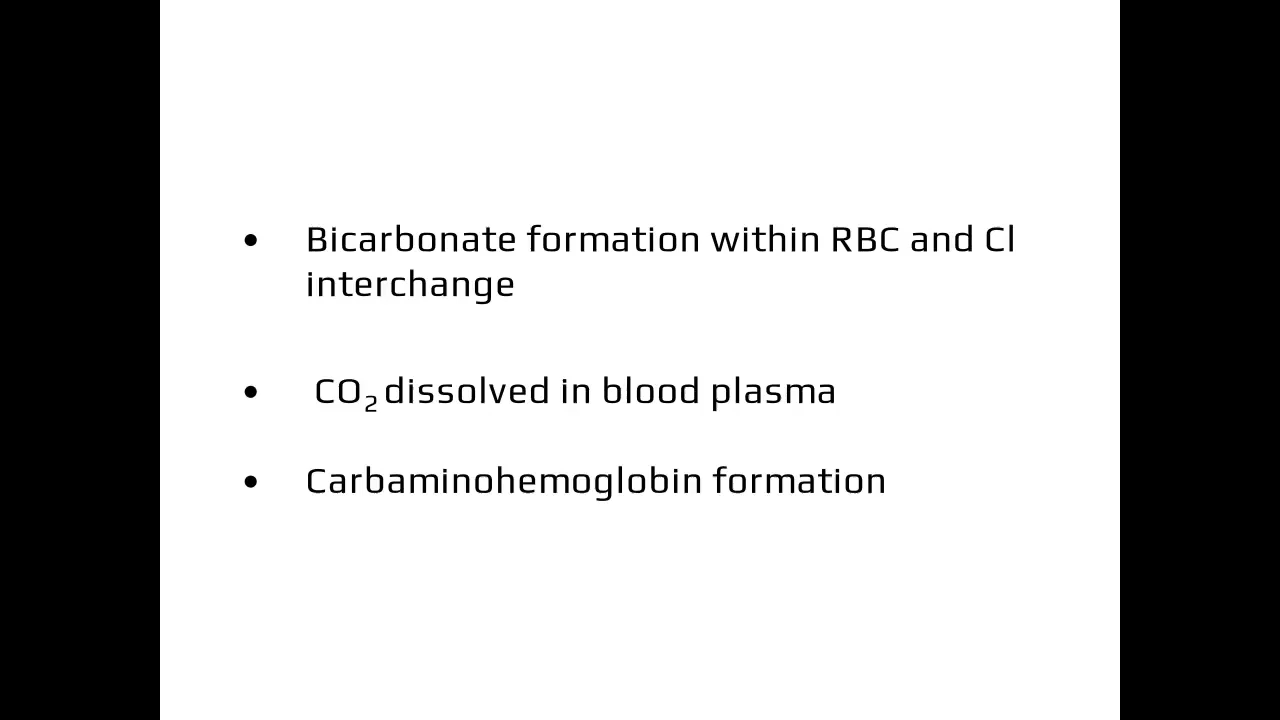 • Bicarbonate formation within RBC and Cl
interchange
• CO₂ dissolved in blood plasma
• Carbaminohemoglobin formation